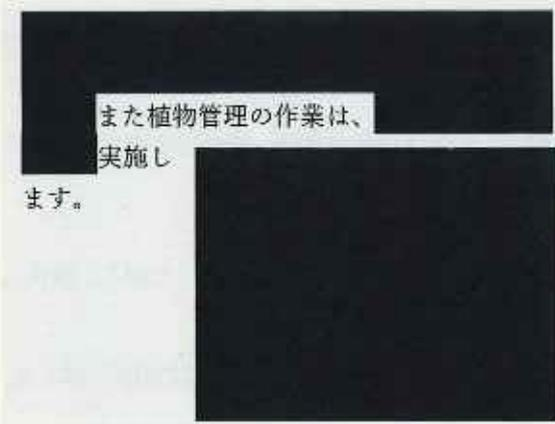 また植物管理の作業は、
実施し
ます。